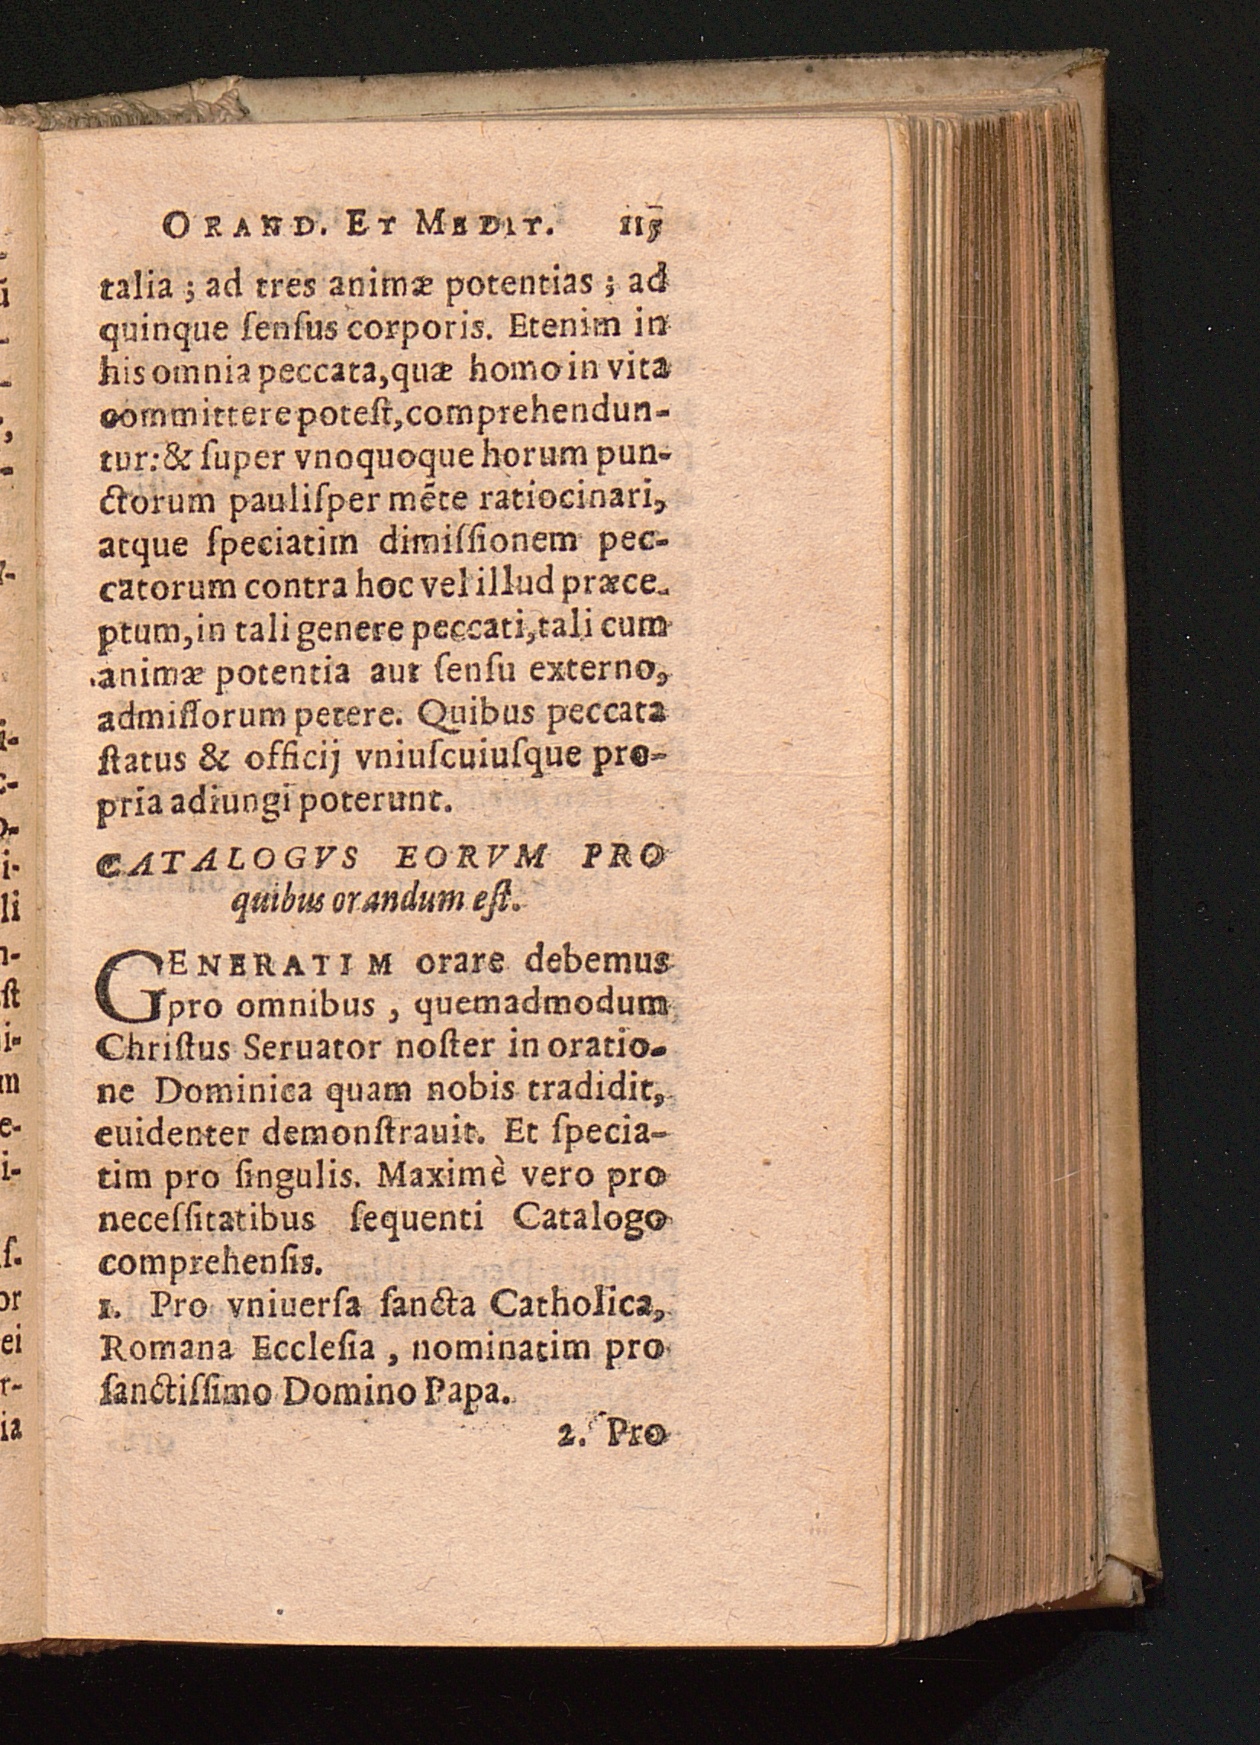 ORAND. ET MEDIT. 115
talia ; ad tres animæ potentias ; ad
quinque ſenſus corporis. Etenim in
his omnia peccata, quæ homo in vita
committere poteſt, comprehendun-
tur: & ſuper vnoquoque horum pun-
ctorum pauliſper mẽte ratiocinari,
atque ſpeciatim dimiſſionem pec-
catorum contra hoc vel illud præce-
ptum, in tali genere peccati, tali cum
animæ potentia aut ſenſu externo,
admiſſorum petere. Quibus peccata
ſtatus & officij vniuſcuiuſque pro-
pria adiungi poterunt.
CATALOGVS EORVM PRO
quibus orandum eſt.
GENERATIM orare debemus
pro omnibus , quemadmodum
Chriſtus Seruator noſter in oratio-
ne Dominica quam nobis tradidit,
euidenter demonſtrauit. Et ſpecia-
tim pro ſingulis. Maximè vero pro
neceſſitatibus ſequenti Catalogo
comprehenſis.
1. Pro vniuerſa ſancta Catholica,
Romana Eccleſia , nominatim pro
ſanctiſſimo Domino Papa.
2. Pro